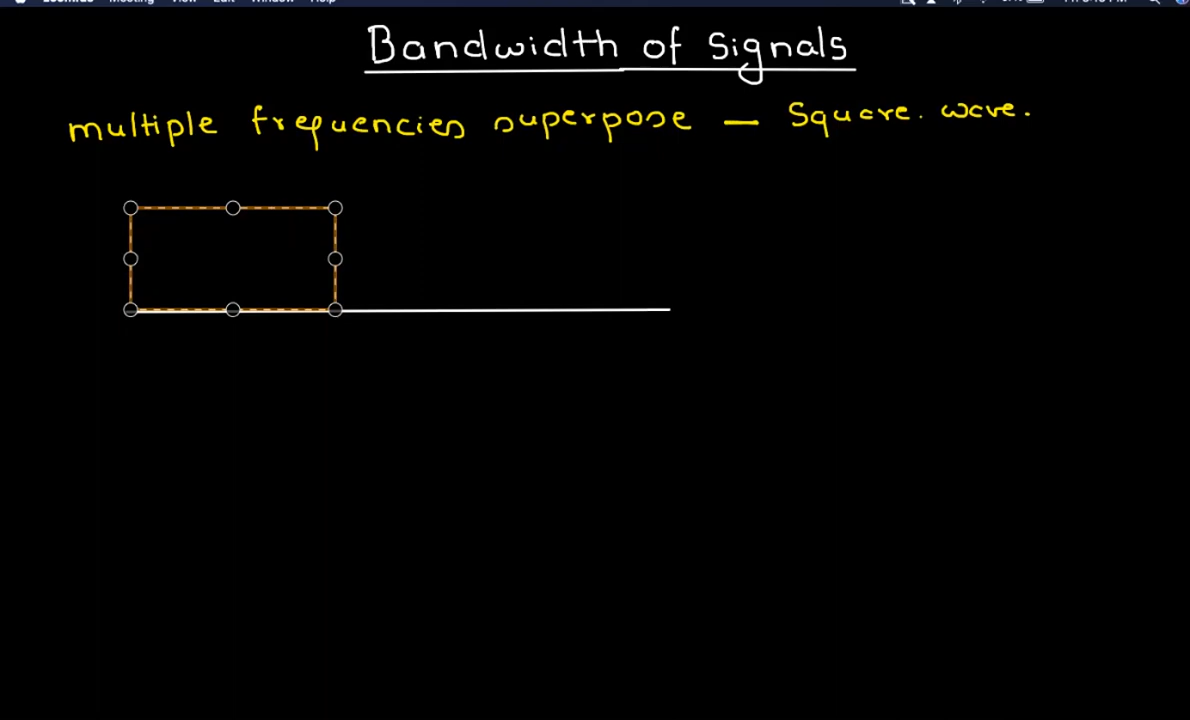 Bandwidth of Signals
multiple frequencies superpose — Square. wave.